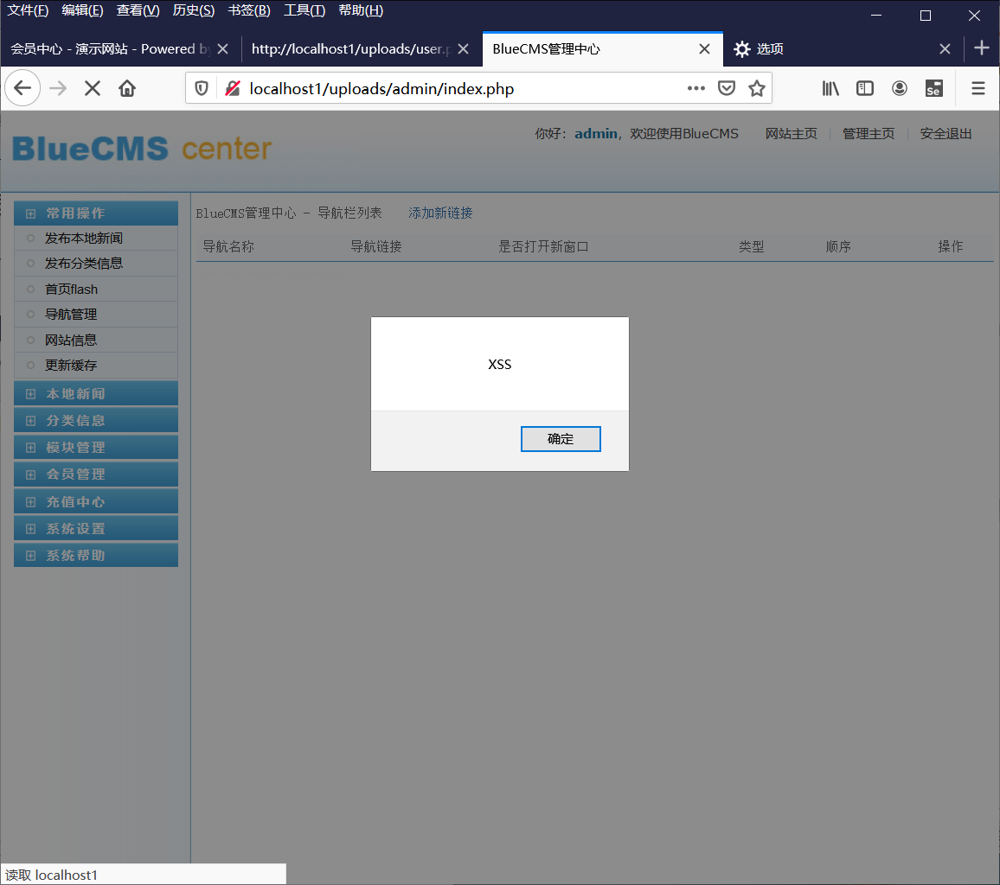 文件(F) 编辑(E) 查看(V) 历史(S) 书签(B) 工具(T) 帮助(H)
会员中心 - 演示网站 - Powered by http://localhost1/uploads/user.p BlueCMS管理中心 选项
localhost1/uploads/admin/index.php
Se
BlueCMS center
你好：admin，欢迎使用BlueCMS 网站主页 | 管理主页 | 安全退出
常用操作
发布本地新闻
发布分类信息
首页flash
导航管理
网站信息
更新缓存
本地新闻
分类信息
模块管理
会员管理
充值中心
系统设置
系统帮助
BlueCMS管理中心 - 导航栏列表 添加新链接
导航名称 导航链接 是否打开新窗口 类型 顺序 操作
XSS
确定
读取 localhost1